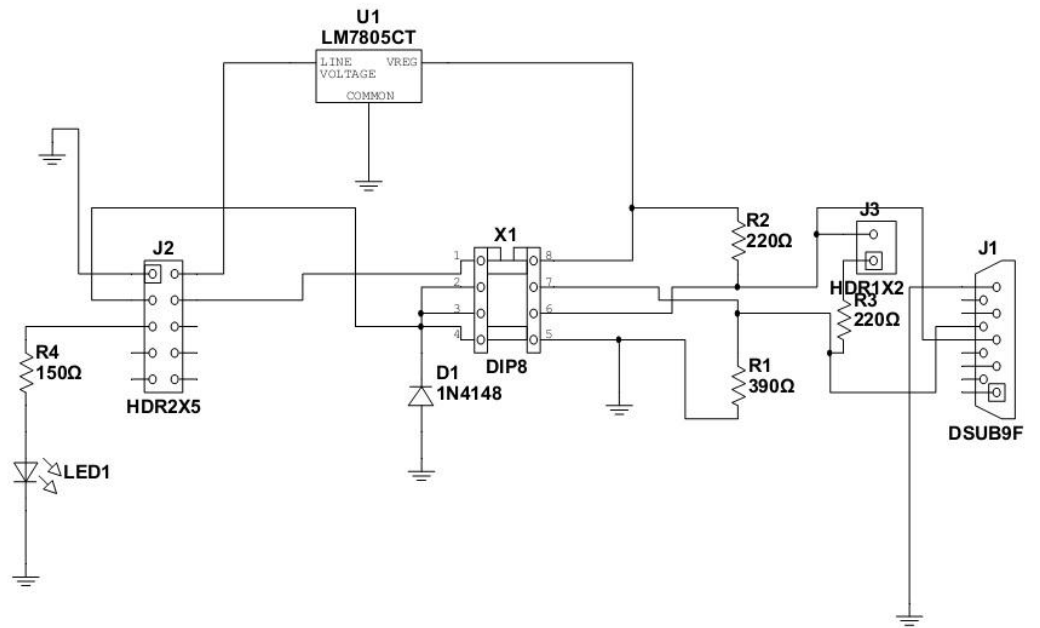 U1
LM7805CT
LINE VREG
VOLTAGE
COMMON
J2
HDR2X5
R4
150Ω
LED1
X1
1 8
2 7
3 6
4 5
DIP8
D1
1N4148
R2
220Ω
R1
390Ω
J3
HDR1X2
R3
220Ω
J1
DSUB9F